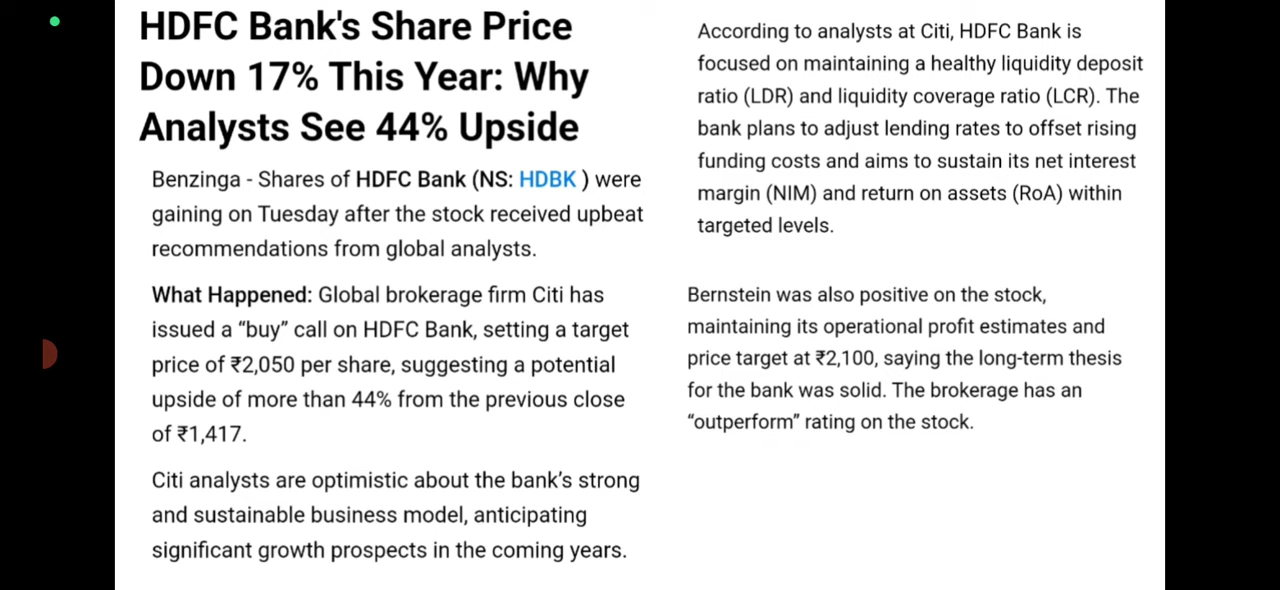 HDFC Bank's Share Price
Down 17% This Year: Why
Analysts See 44% Upside
Benzinga - Shares of HDFC Bank (NS: HDBK ) were
gaining on Tuesday after the stock received upbeat
recommendations from global analysts.
What Happened: Global brokerage firm Citi has
issued a “buy” call on HDFC Bank, setting a target
price of ₹2,050 per share, suggesting a potential
upside of more than 44% from the previous close
of ₹1,417.
Citi analysts are optimistic about the bank’s strong
and sustainable business model, anticipating
significant growth prospects in the coming years.
According to analysts at Citi, HDFC Bank is
focused on maintaining a healthy liquidity deposit
ratio (LDR) and liquidity coverage ratio (LCR). The
bank plans to adjust lending rates to offset rising
funding costs and aims to sustain its net interest
margin (NIM) and return on assets (RoA) within
targeted levels.
Bernstein was also positive on the stock,
maintaining its operational profit estimates and
price target at ₹2,100, saying the long-term thesis
for the bank was solid. The brokerage has an
“outperform” rating on the stock.